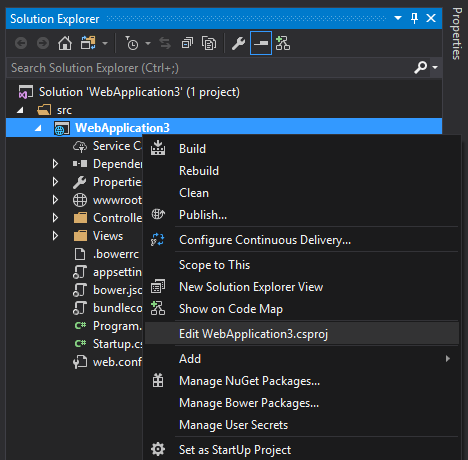 Solution Explorer
Search Solution Explorer (Ctrl+;)
Solution 'WebApplication3' (1 project)
src
WebApplication3
Service C
Depender
Properti
wwwroot
Controlle
Views
.bowerrc
appsettin
bower.jsc
bundleco
Program.
Startup.cs
web.conf
Build
Rebuild
Clean
Publish...
Configure Continuous Delivery...
Scope to This
New Solution Explorer View
Show on Code Map
Edit WebApplication3.csproj
Add
Manage NuGet Packages...
Manage Bower Packages...
Manage User Secrets
Set as StartUp Project
Properties